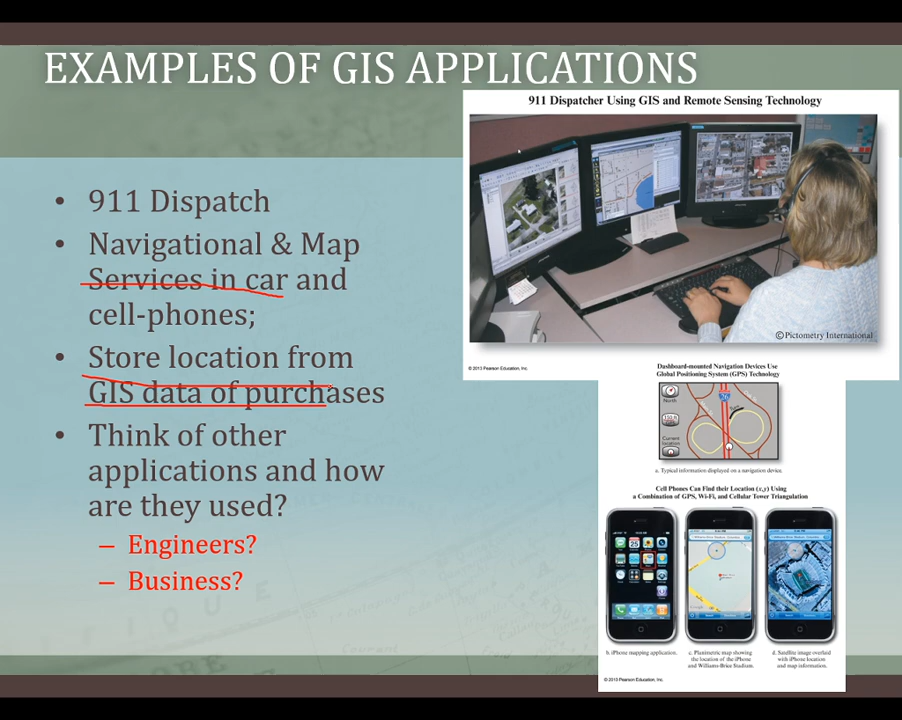 EXAMPLES OF GIS APPLICATIONS
911 Dispatcher Using GIS and Remote Sensing Technology
• 911 Dispatch
• Navigational & Map
Services in car and
cell-phones;
• Store location from
GIS data of purchases
• Think of other
applications and how
are they used?
– Engineers?
– Business?
©Pictometry International
© 2013 Pearson Education, Inc.
Dashboard-mounted Navigation Devices Use
Global Positioning System (GPS) Technology
North
Current
location
26
a. Typical information displayed on a navigation device.
Cell Phones Can Find their Location (x,y) Using
a Combination of GPS, Wi-Fi, and Cellular Tower Triangulation
b. iPhone mapping application.
c. Planimetric map showing
the location of the iPhone
and Williams-Brice Stadium.
d. Satellite image overlaid
with iPhone location
and map information.
© 2013 Pearson Education, Inc.